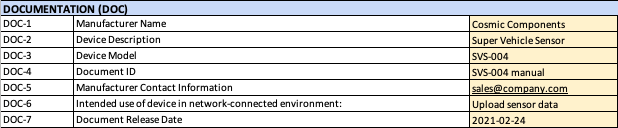 DOCUMENTATION (DOC)
DOC-1 Manufacturer Name Cosmic Components
DOC-2 Device Description Super Vehicle Sensor
DOC-3 Device Model SVS-004
DOC-4 Document ID SVS-004 manual
DOC-5 Manufacturer Contact Information sales@company.com
DOC-6 Intended use of device in network-connected environment: Upload sensor data
DOC-7 Document Release Date 2021-02-24